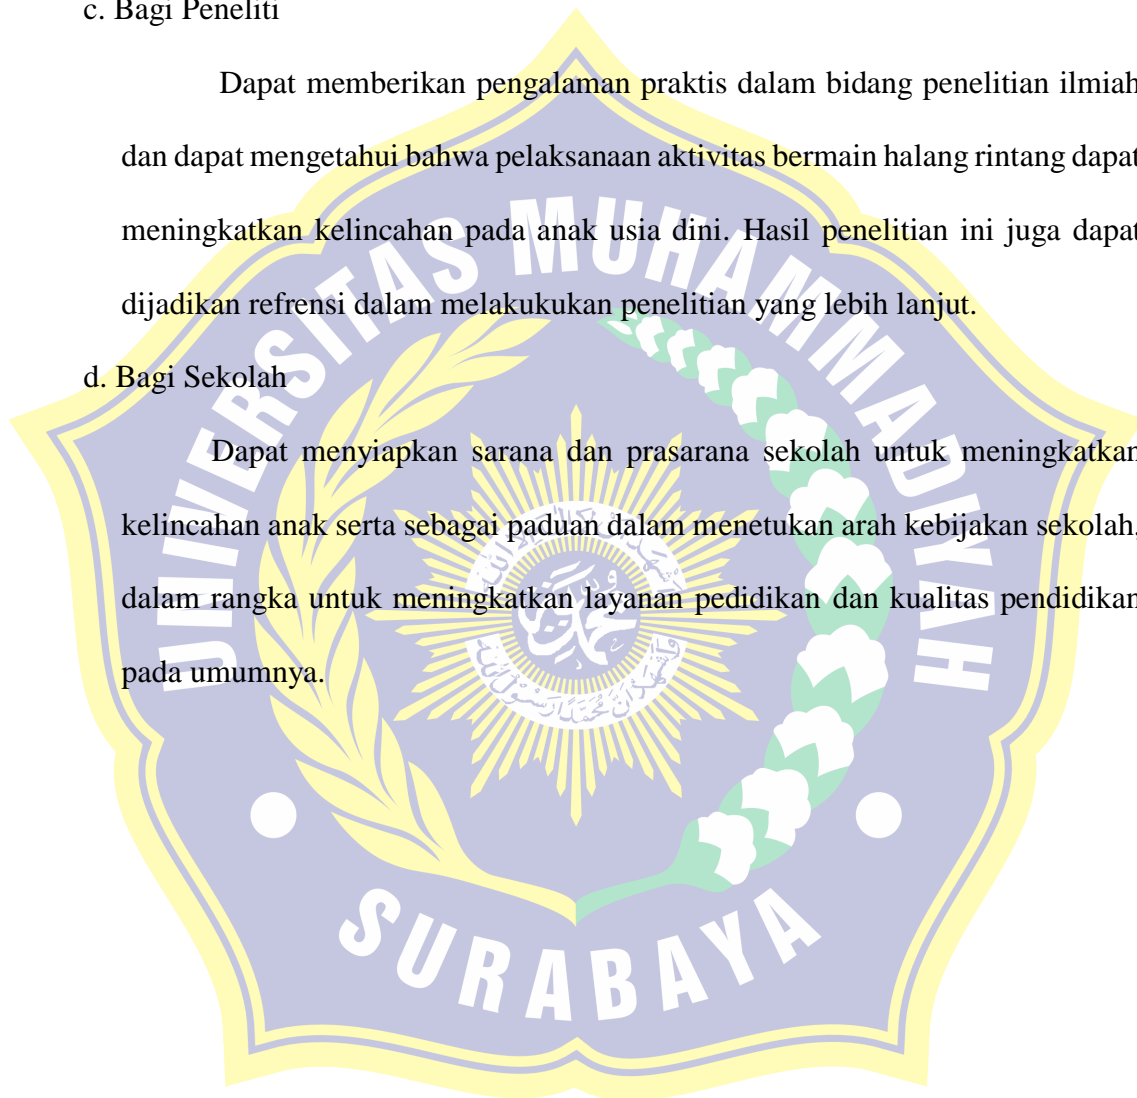 c. Bagi Peneliti
Dapat memberikan pengalaman praktis dalam bidang penelitian ilmiah
dan dapat mengetahui bahwa pelaksanaan aktivitas bermain halang rintang dapat
meningkatkan kelincahan pada anak usia dini. Hasil penelitian ini juga dapat
dijadikan refrensi dalam melakukukan penelitian yang lebih lanjut.
d. Bagi Sekolah
Dapat menyiapkan sarana dan prasarana sekolah untuk meningkatkan
kelincahan anak serta sebagai paduan dalam menetukan arah kebijakan sekolah,
dalam rangka untuk meningkatkan layanan pedidikan dan kualitas pendidikan
pada umumnya.
UNIVERSITAS MUHAMMADIYAH
SURABAYA